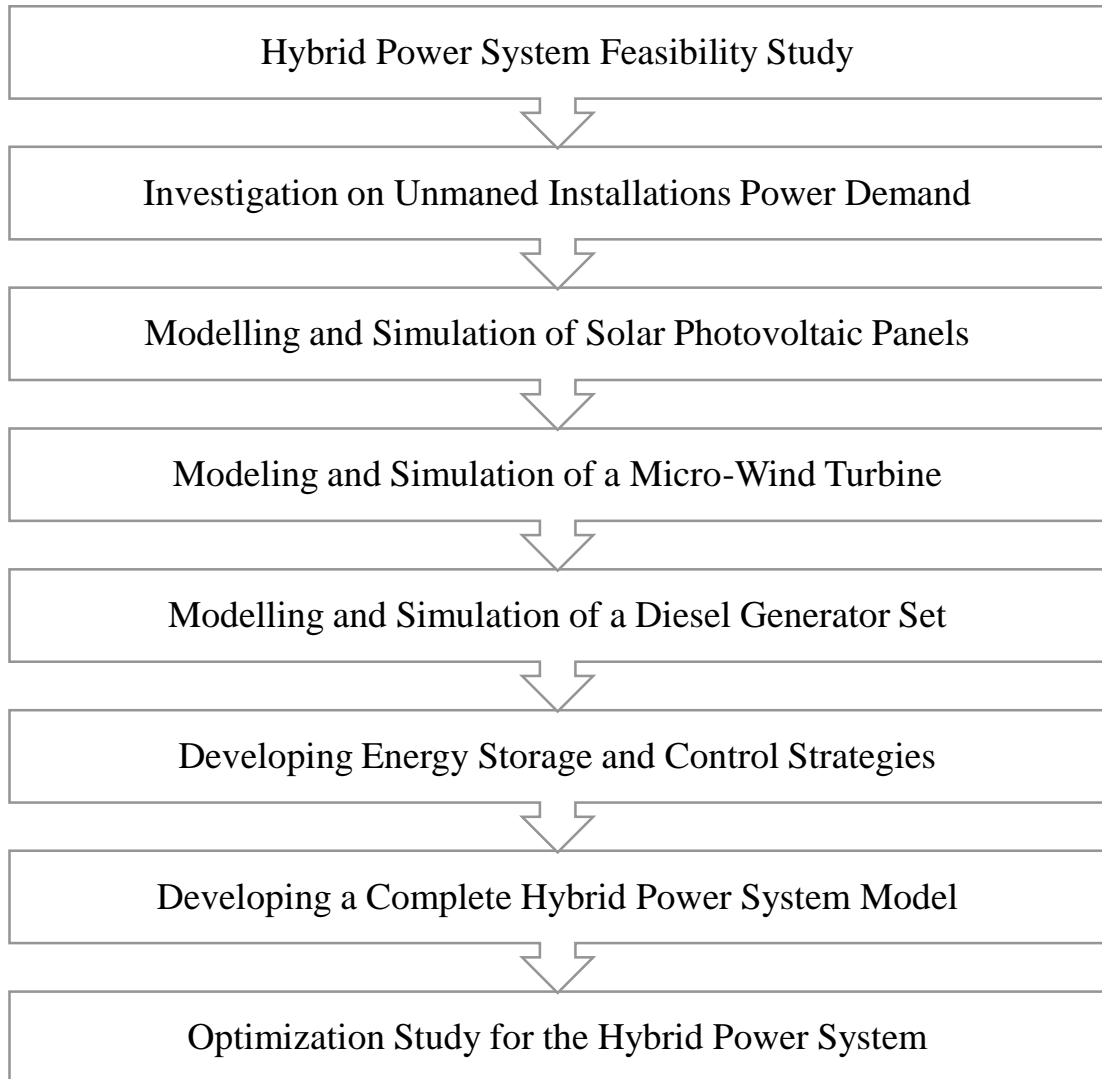 Hybrid Power System Feasibility Study
Investigation on Unmaned Installations Power Demand
Modelling and Simulation of Solar Photovoltaic Panels
Modeling and Simulation of a Micro-Wind Turbine
Modelling and Simulation of a Diesel Generator Set
Developing Energy Storage and Control Strategies
Developing a Complete Hybrid Power System Model
Optimization Study for the Hybrid Power System